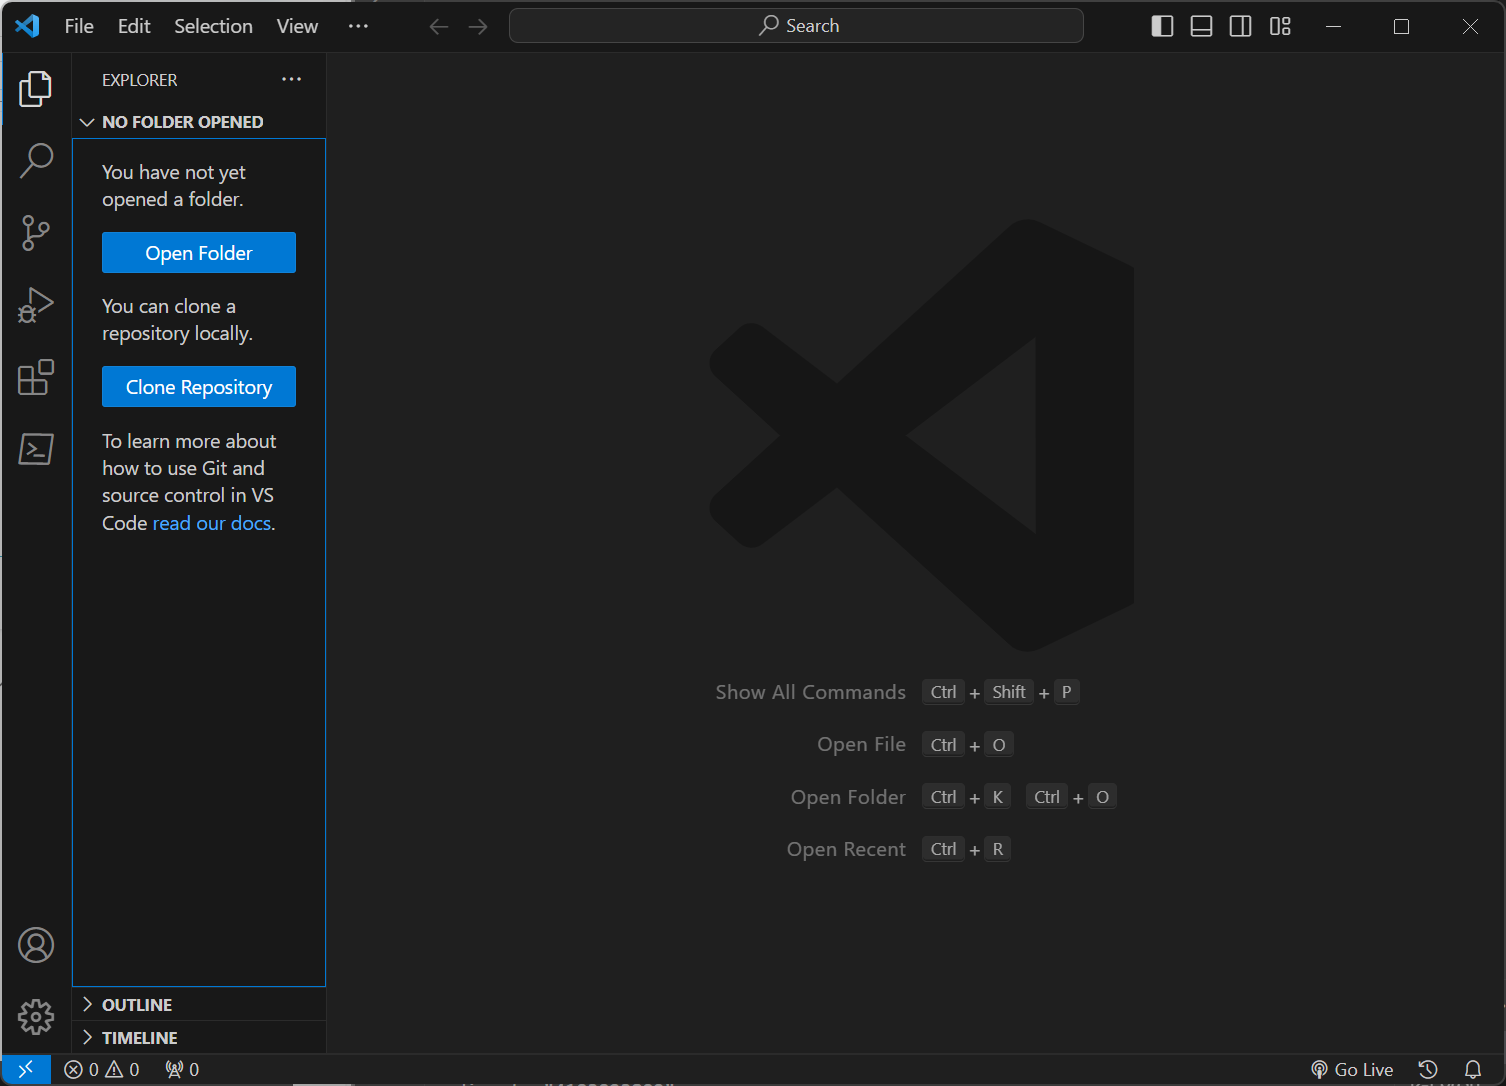 File Edit Selection View ···
Search
EXPLORER ···
NO FOLDER OPENED
You have not yet
opened a folder.
Open Folder
You can clone a
repository locally.
Clone Repository
To learn more about
how to use Git and
source control in VS
Code read our docs.
Show All Commands Ctrl + Shift + P
Open File Ctrl + O
Open Folder Ctrl + K Ctrl + O
Open Recent Ctrl + R
OUTLINE
TIMELINE
0 0 0 Go Live